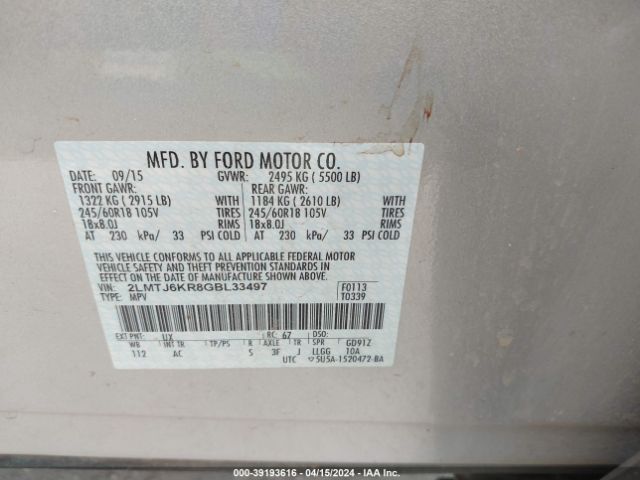 MFD. BY FORD MOTOR CO.
DATE: 09/15 GVWR: 2495 KG ( 5500 LB)
FRONT GAWR: REAR GAWR:
1322 KG ( 2915 LB) WITH 1184 KG ( 2610 LB) WITH
245/60R18 105V TIRES 245/60R18 105V TIRES
18x8.0J RIMS 18x8.0J RIMS
AT 230 kPa/ 33 PSI COLD AT 230 kPa/ 33 PSI COLD
THIS VEHICLE CONFORMS TO ALL APPLICABLE FEDERAL MOTOR
VEHICLE SAFETY AND THEFT PREVENTION STANDARDS IN EFFECT
ON THE DATE OF MANUFACTURE SHOWN ABOVE.
VIN: 2LMTJ6KR8GBL33497 F0113
TYPE: MPV T0339
EXT PNT: UX RC: 67 DSO:
WB INT TR TP/PS R AXLE TR SPR GD91Z
112 AC S 3F J LLGG 10A
UTC 5U5A-1520472-BA
000-39193616 - 04/15/2024 - IAA Inc.